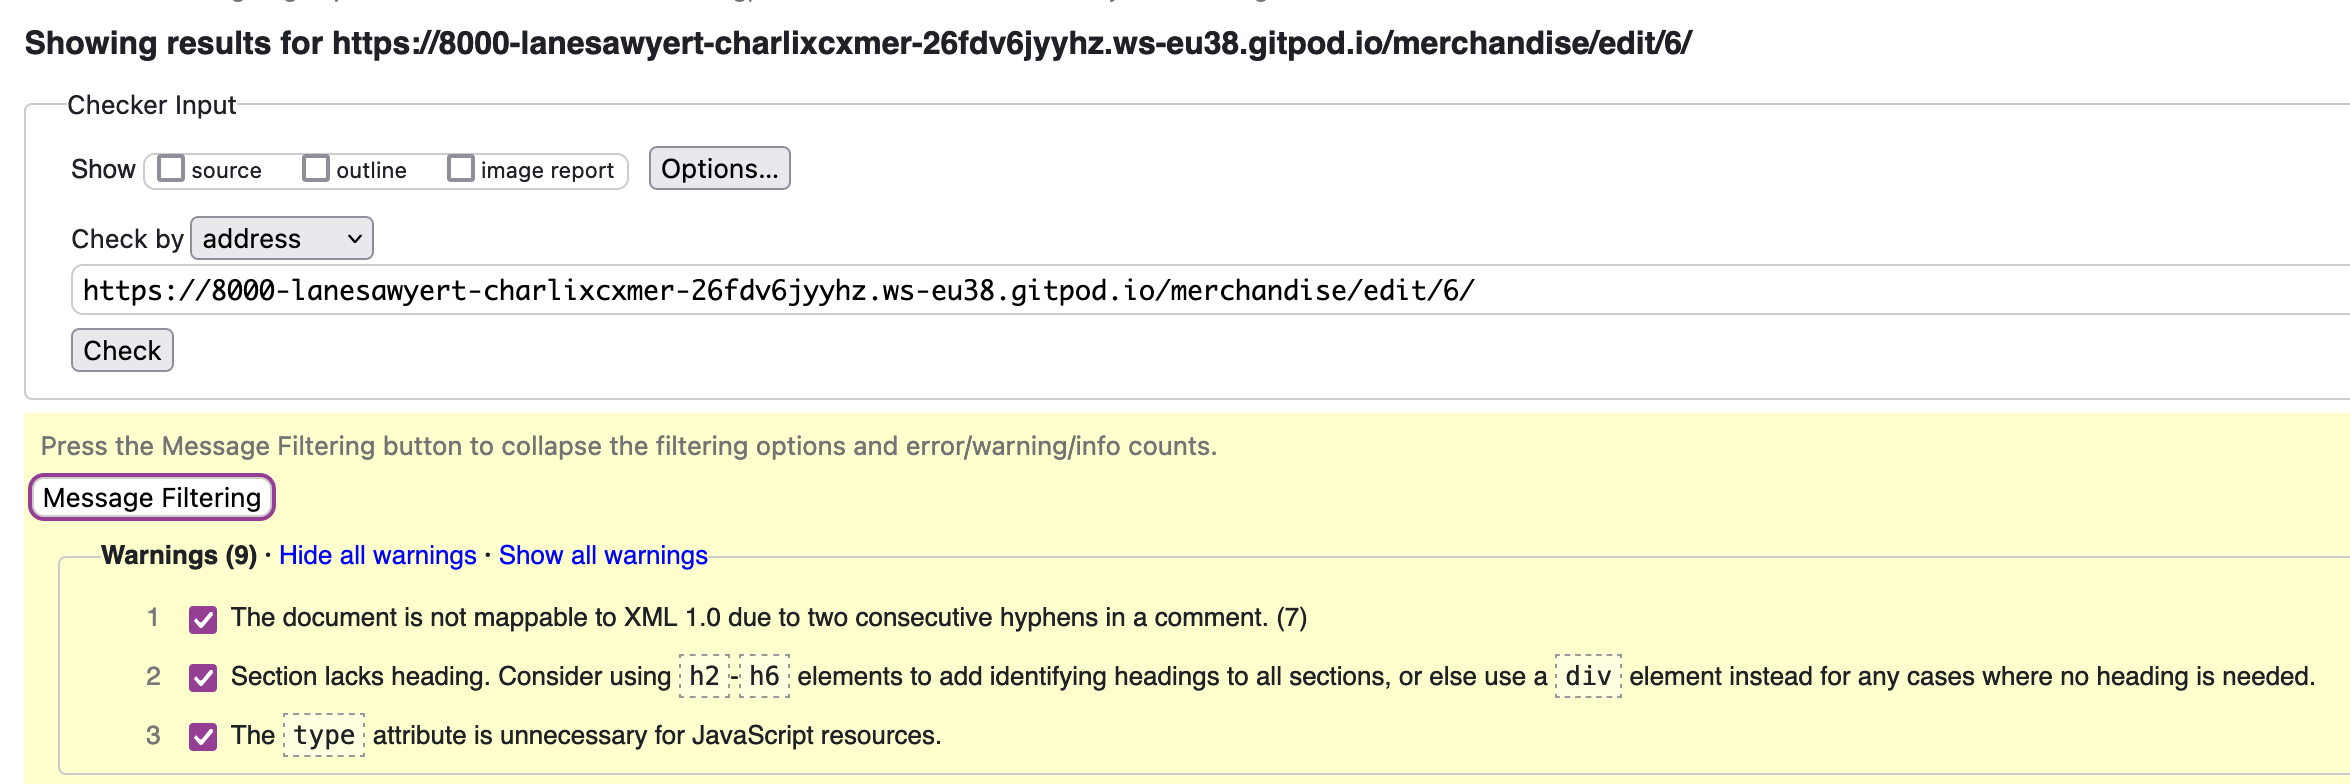 Showing results for https://8000-lanesawyert-charlixcxmer-26fdv6jyyhz.ws-eu38.gitpod.io/merchandise/edit/6/
Checker Input
Show source outline image report Options...
Check by address
https://8000-lanesawyert-charlixcxmer-26fdv6jyyhz.ws-eu38.gitpod.io/merchandise/edit/6/
Check
Press the Message Filtering button to collapse the filtering options and error/warning/info counts.
Message Filtering
Warnings (9) · Hide all warnings · Show all warnings
1 The document is not mappable to XML 1.0 due to two consecutive hyphens in a comment. (7)
2 Section lacks heading. Consider using h2-h6 elements to add identifying headings to all sections, or else use a div element instead for any cases where no heading is needed.
3 The type attribute is unnecessary for JavaScript resources.